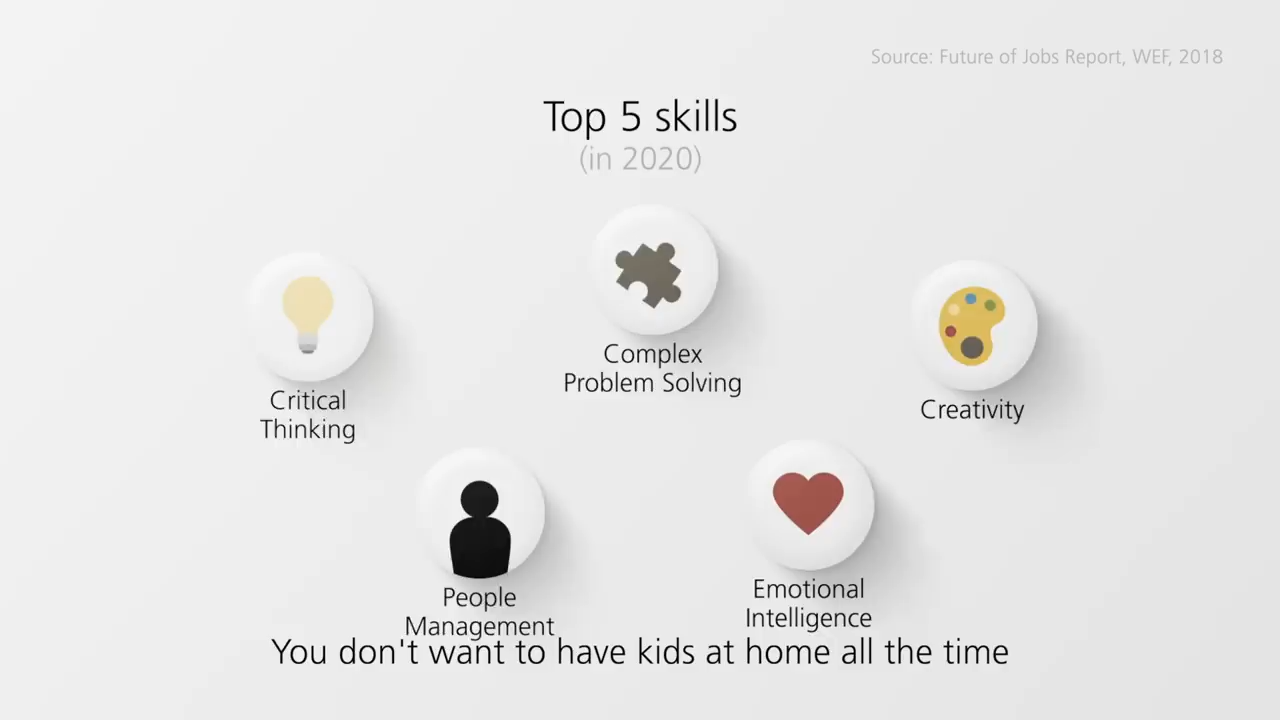 Source: Future of Jobs Report, WEF, 2018
Top 5 skills
(in 2020)
Critical
Thinking
Complex
Problem Solving
Creativity
People
Management
Emotional
Intelligence
You don't want to have kids at home all the time